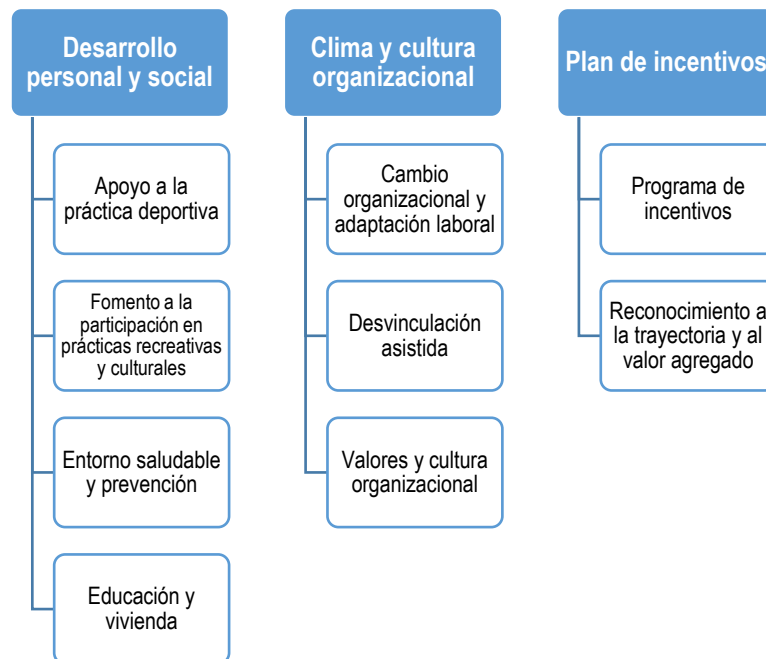 Desarrollo
personal y social
Apoyo a la
práctica deportiva
Fomento a la
participación en
prácticas recreativas
y culturales
Entorno saludable
y prevención
Educación y
vivienda
Clima y cultura
organizacional
Cambio
organizacional y
adaptación laboral
Desvinculación
asistida
Valores y cultura
organizacional
Plan de incentivos
Programa de
incentivos
Reconocimiento a
la trayectoria y al
valor agregado